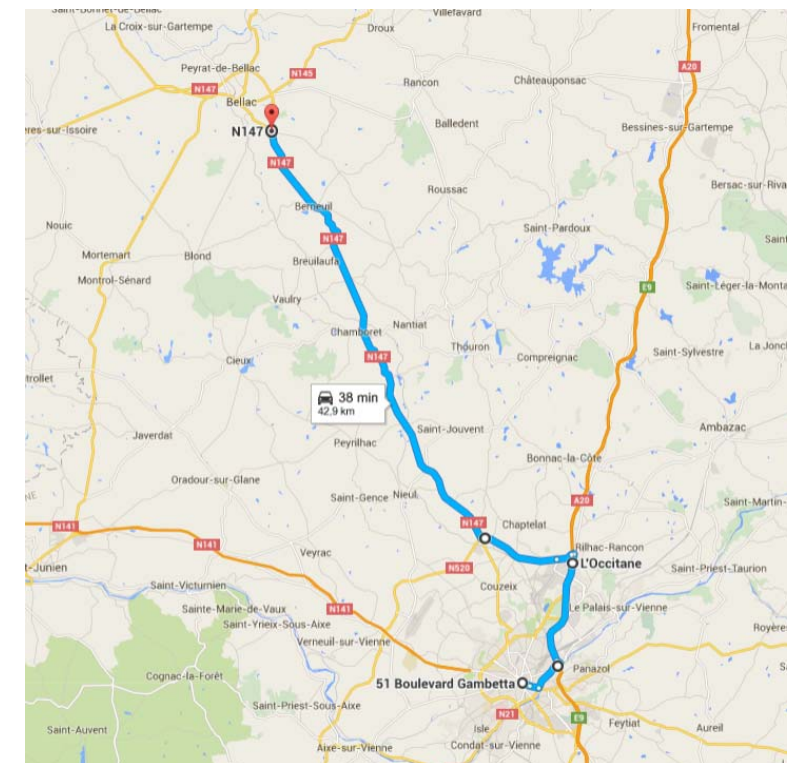 Saint-Bonnet-de-Bellac
Villefavard
La Croix-sur-Gartempe
Droux
Fromental
Peyrat-de-Bellac
A20
N145
N147
Rancon
Châteauponsac
Bellac
Balledent
Bessines-sur-Gartempe
N147
N147
Bersac-sur-Riva
Roussac
Berneuil
Nouic
Saint-Pardoux
Saint
N147
Mortemart
Blond
Breuilaufa
Montrol-Sénard
E9
Saint-Léger-la-Monta
Vaulry
Nantiat
Chamboret
Thouron
Saint-Sylvestre
La Jonc
N147
Compreignac
Cieux
trollet
38 min
42,9 km
Ambazac
Saint-Jouvent
Javerdat
Peyrilhac
Bonnac-la-Côte
Oradour-sur-Glane
Saint-Gence
Nieul
A20
Saint-Martin-
N147
Chaptelat
N141
N141
Rilhac-Rancon
L'Occitane
Veyrac
N520
t-Junien
Saint-Priest-Taurion
Saint-Victurnien
Couzeix
Sainte-Marie-de-Vaux
N141
Le Palais-sur-Vienne
Saint-Yrieix-Sous-Aixe
Royère
Verneuil-sur-Vienne
Panazol
Cognac-la-Forêt
51 Boulevard Gambetta
Saint-Priest-Sous-Aixe
N21
E9
Feytiat
Aureil
Saint-Auvent
Isle
Aixe-sur-Vienne
Condat-sur-Vienne